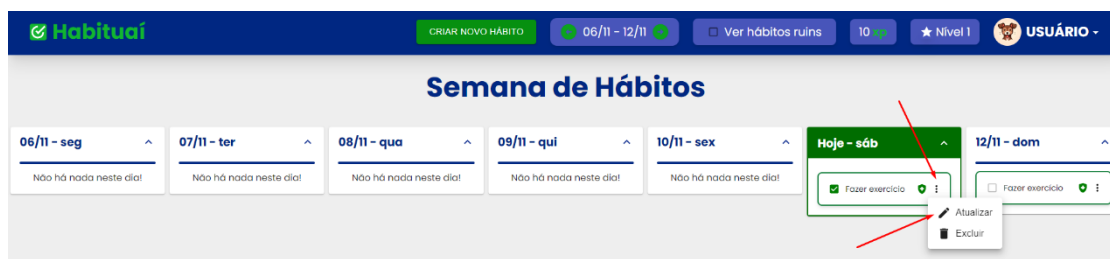 Habituaí
CRIAR NOVO HÁBITO
06/11 - 12/11
Ver hábitos ruins
10 xp
Nível 1
USUÁRIO
Semana de Hábitos
06/11 - seg
Não há nada neste dia!
07/11 - ter
Não há nada neste dia!
08/11 - qua
Não há nada neste dia!
09/11 - qui
Não há nada neste dia!
10/11 - sex
Não há nada neste dia!
Hoje - sáb
Fazer exercício
Atualizar
Excluir
12/11 - dom
Fazer exercício